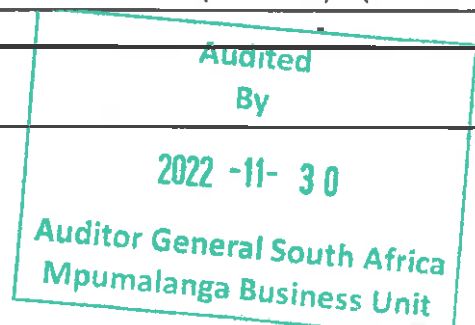 Audited
By
2022 -11- 30
Auditor General South Africa
Mpumalanga Business Unit